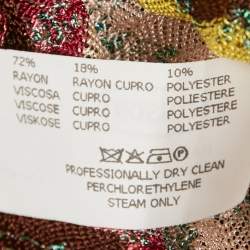 72% 18% 10%
RAYON RAYON CUPRO POLYESTER
VISCOSA CUPRO POLIESTERE
VISCOSE CUPRO POLYESTER
VISKOSE CUPRO POLYESTER
PROFESSIONALLY DRY CLEAN
PERCHLORETHYLENE
STEAM ONLY